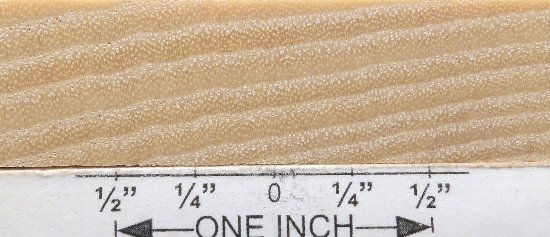 ½” ¼” 0 ¼” ½”
ONE INCH